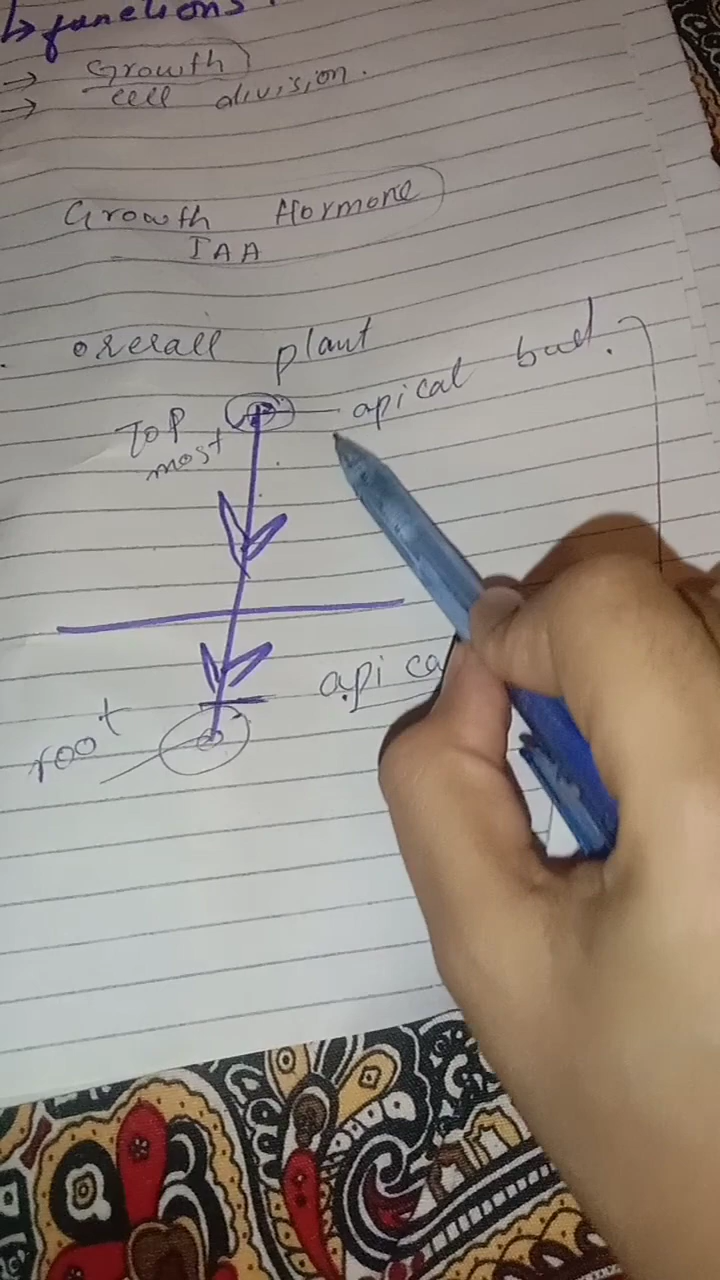 ↳ functions.
→ Growth
→ cell division.
Growth Hormone
IAA
overall plant
Top most
apical bud.
apica
root